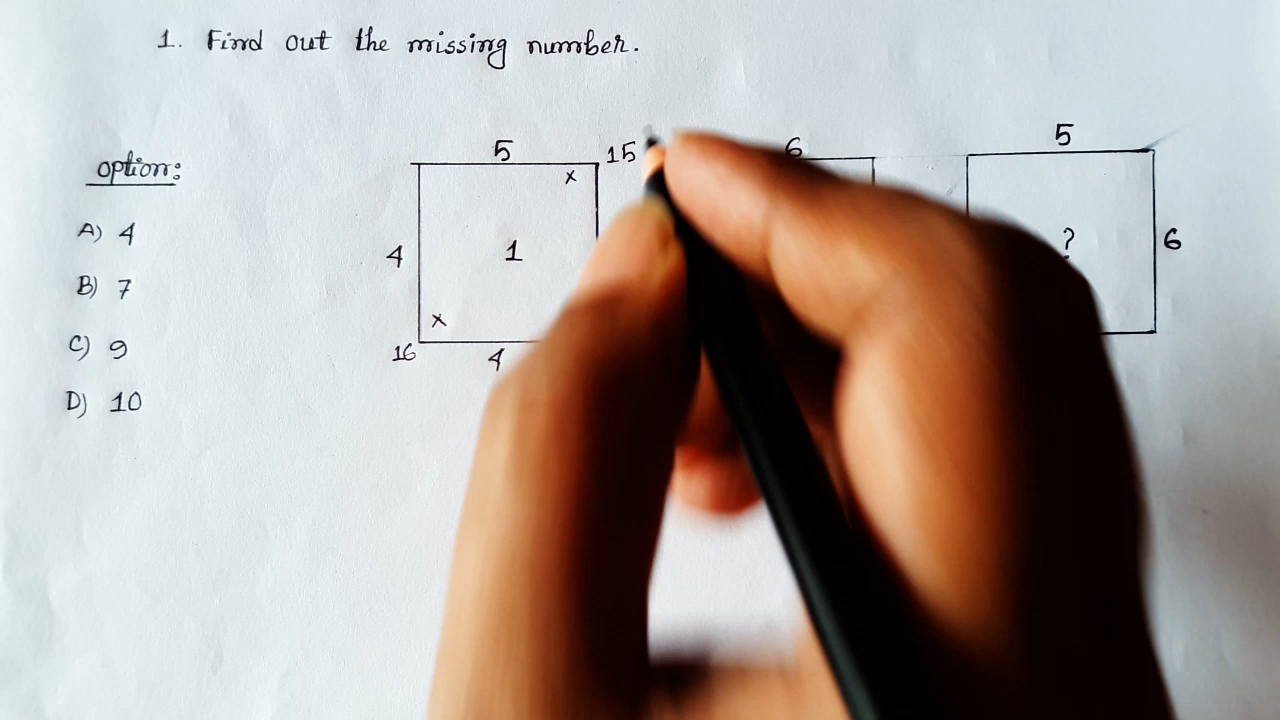 1. Find out the missing number.
option:
A) 4
B) 7
C) 9
D) 10
5 15 6 5
x
4 1 ? 6
x
16 4